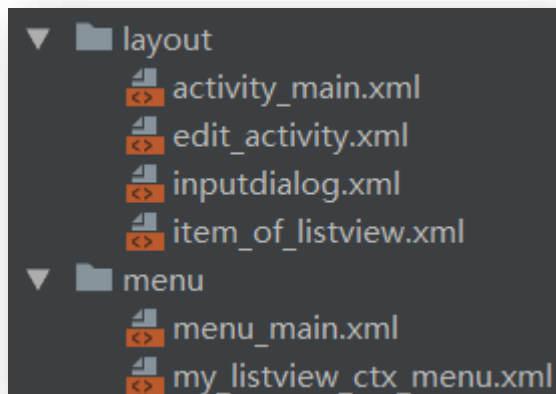 layout
activity_main.xml
edit_activity.xml
inputdialog.xml
item_of_listview.xml
menu
menu_main.xml
my_listview_ctx_menu.xml